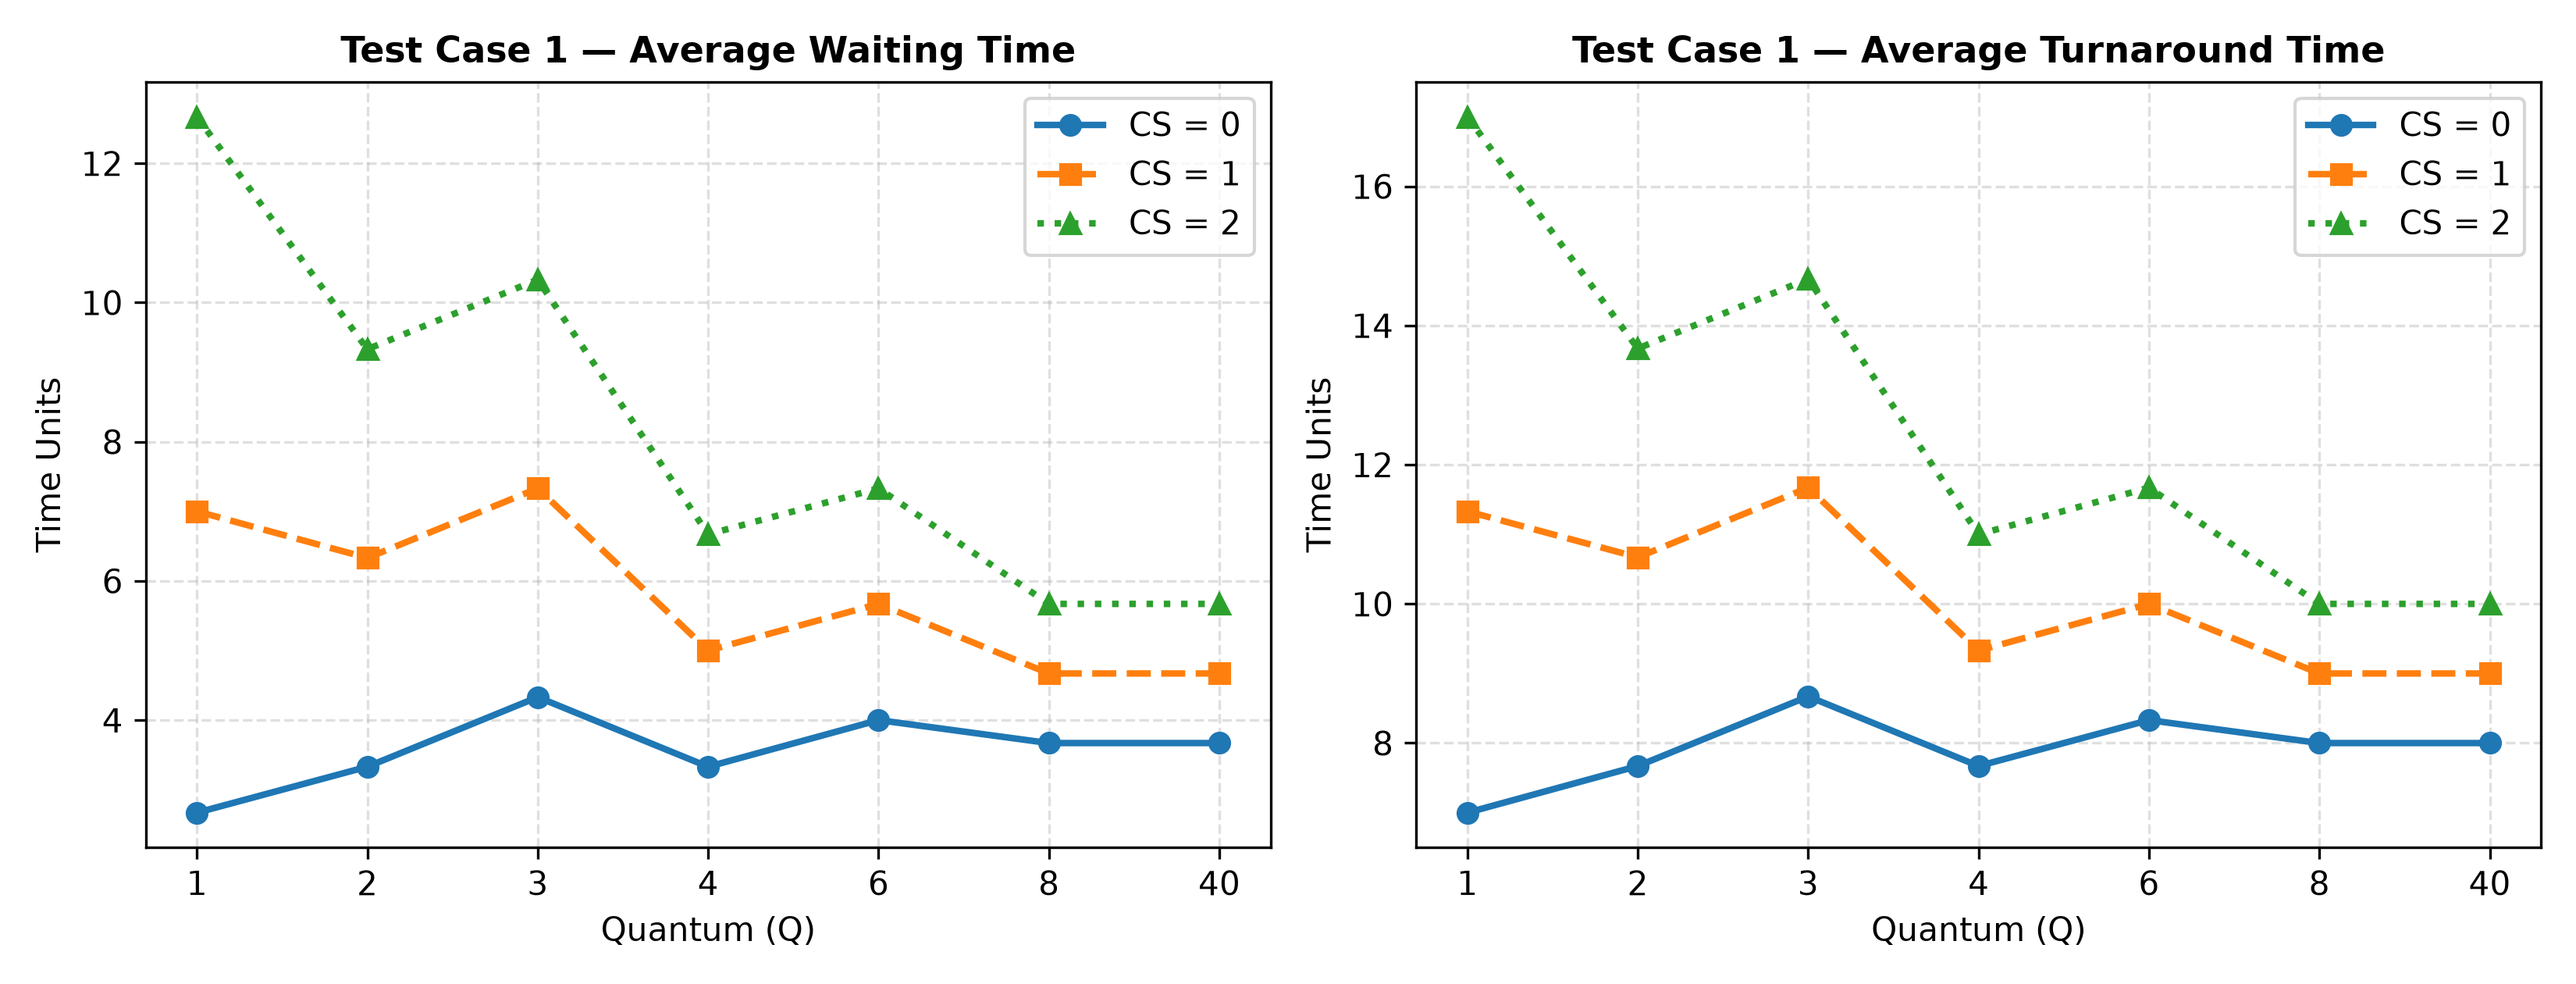 Test Case 1 — Average Waiting Time
Time Units
12
10
8
6
4
1 2 3 4 6 8 40
Quantum (Q)
CS = 0
CS = 1
CS = 2
Test Case 1 — Average Turnaround Time
Time Units
16
14
12
10
8
1 2 3 4 6 8 40
Quantum (Q)
CS = 0
CS = 1
CS = 2